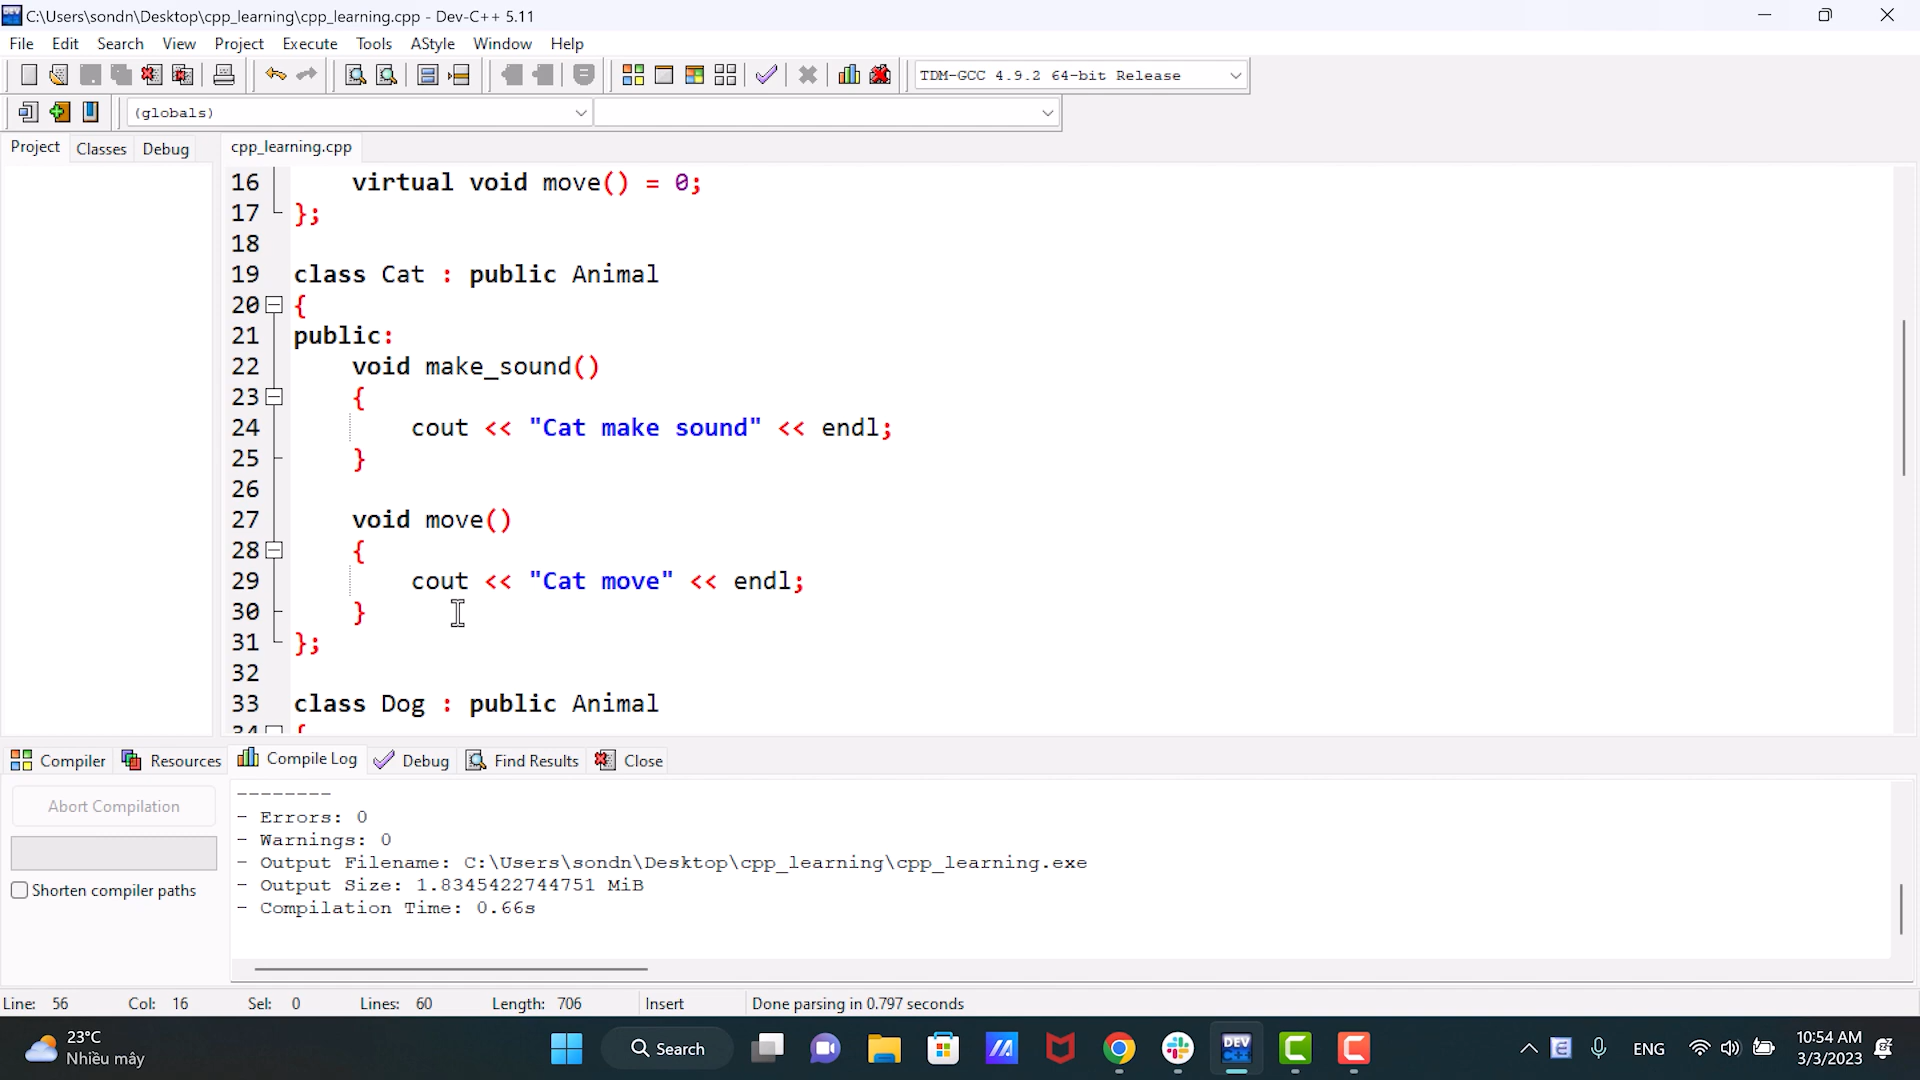 C:\Users\sondn\Desktop\cpp_learning\cpp_learning.cpp - Dev-C++ 5.11
File Edit Search View Project Execute Tools AStyle Window Help
TDM-GCC 4.9.2 64-bit Release
(globals)
Project Classes Debug cpp_learning.cpp
16 virtual void move() = 0;
17 };
18
19 class Cat : public Animal
20 {
21 public:
22 void make_sound()
23 {
24 cout << "Cat make sound" << endl;
25 }
26
27 void move()
28 {
29 cout << "Cat move" << endl;
30 }
31 };
32
33 class Dog : public Animal
34 {
Compiler Resources Compile Log Debug Find Results Close
Abort Compilation
Shorten compiler paths
--------
- Errors: 0
- Warnings: 0
- Output Filename: C:\Users\sondn\Desktop\cpp_learning\cpp_learning.exe
- Output Size: 1.8345422744751 MiB
- Compilation Time: 0.66s
Line: 56 Col: 16 Sel: 0 Lines: 60 Length: 706 Insert Done parsing in 0.797 seconds
23°C
Nhiều mây
Search
DEV C++
ENG
10:54 AM
3/3/2023